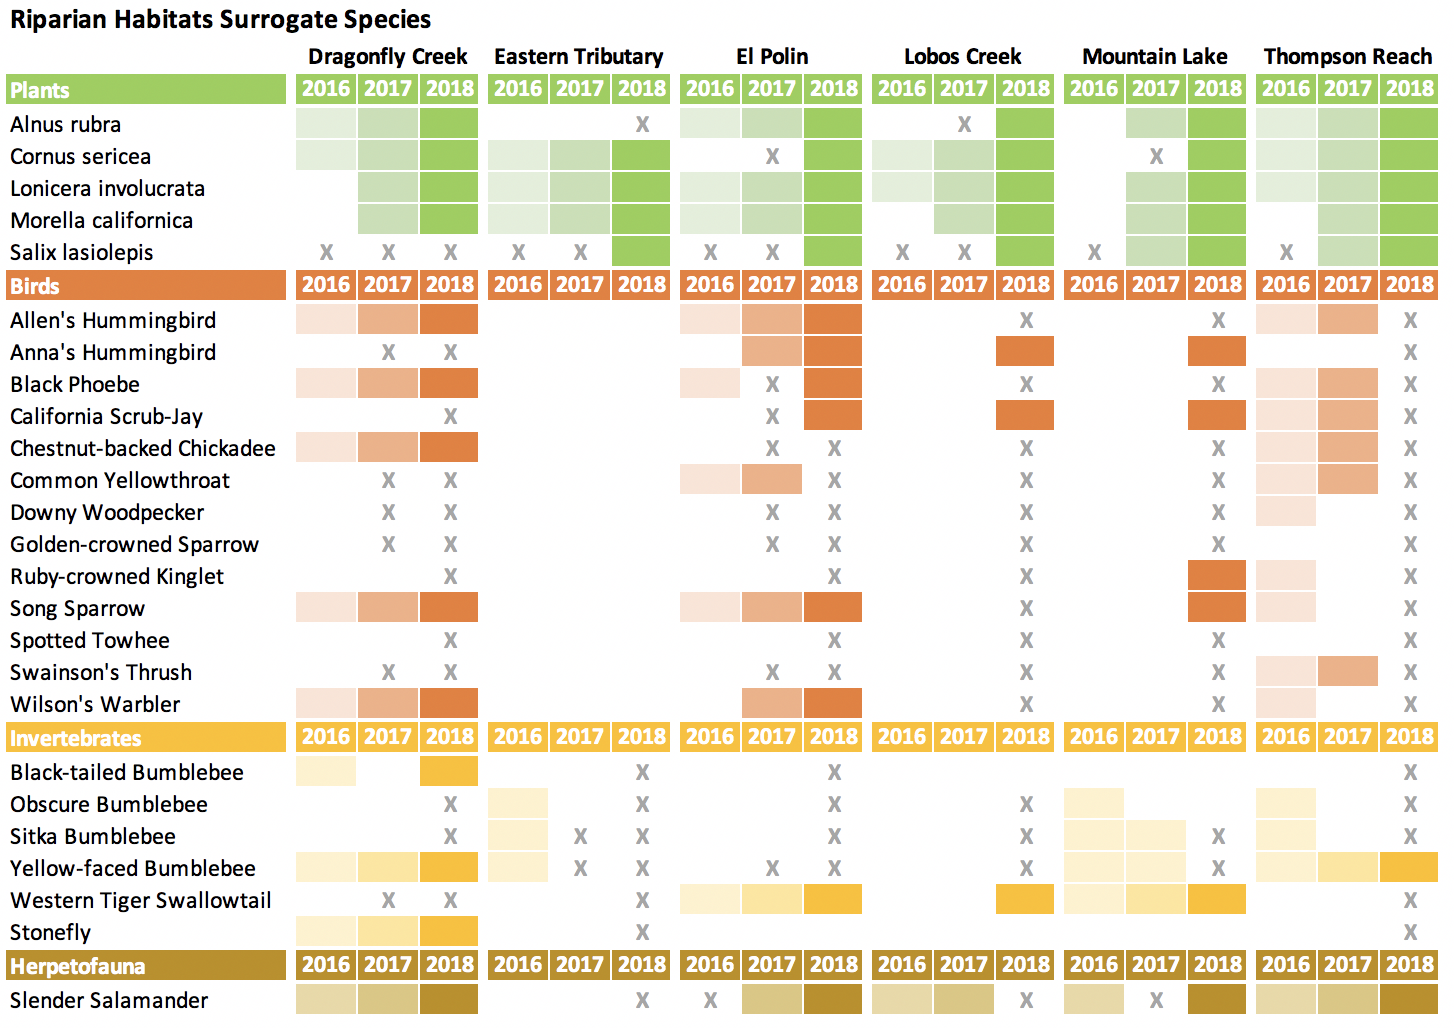 Riparian Habitats Surrogate Species
Dragonfly Creek Eastern Tributary El Polin Lobos Creek Mountain Lake Thompson Reach
Plants 2016 2017 2018 2016 2017 2018 2016 2017 2018 2016 2017 2018 2016 2017 2018 2016 2017 2018
Alnus rubra X X
Cornus sericea X X
Lonicera involucrata
Morella californica
Salix lasiolepis X X X X X X X X X X X
Birds 2016 2017 2018 2016 2017 2018 2016 2017 2018 2016 2017 2018 2016 2017 2018 2016 2017 2018
Allen's Hummingbird X X X
Anna's Hummingbird X X X
Black Phoebe X X X X
California Scrub-Jay X X X
Chestnut-backed Chickadee X X X X X
Common Yellowthroat X X X X X X
Downy Woodpecker X X X X X X X
Golden-crowned Sparrow X X X X X X X
Ruby-crowned Kinglet X X X X
Song Sparrow X X
Spotted Towhee X X X X X
Swainson's Thrush X X X X X X X
Wilson's Warbler X X X
Invertebrates 2016 2017 2018 2016 2017 2018 2016 2017 2018 2016 2017 2018 2016 2017 2018 2016 2017 2018
Black-tailed Bumblebee X X X
Obscure Bumblebee X X X X X
Sitka Bumblebee X X X X X X X
Yellow-faced Bumblebee X X X X X X
Western Tiger Swallowtail X X X X
Stonefly X X
Herpetofauna 2016 2017 2018 2016 2017 2018 2016 2017 2018 2016 2017 2018 2016 2017 2018 2016 2017 2018
Slender Salamander X X X X